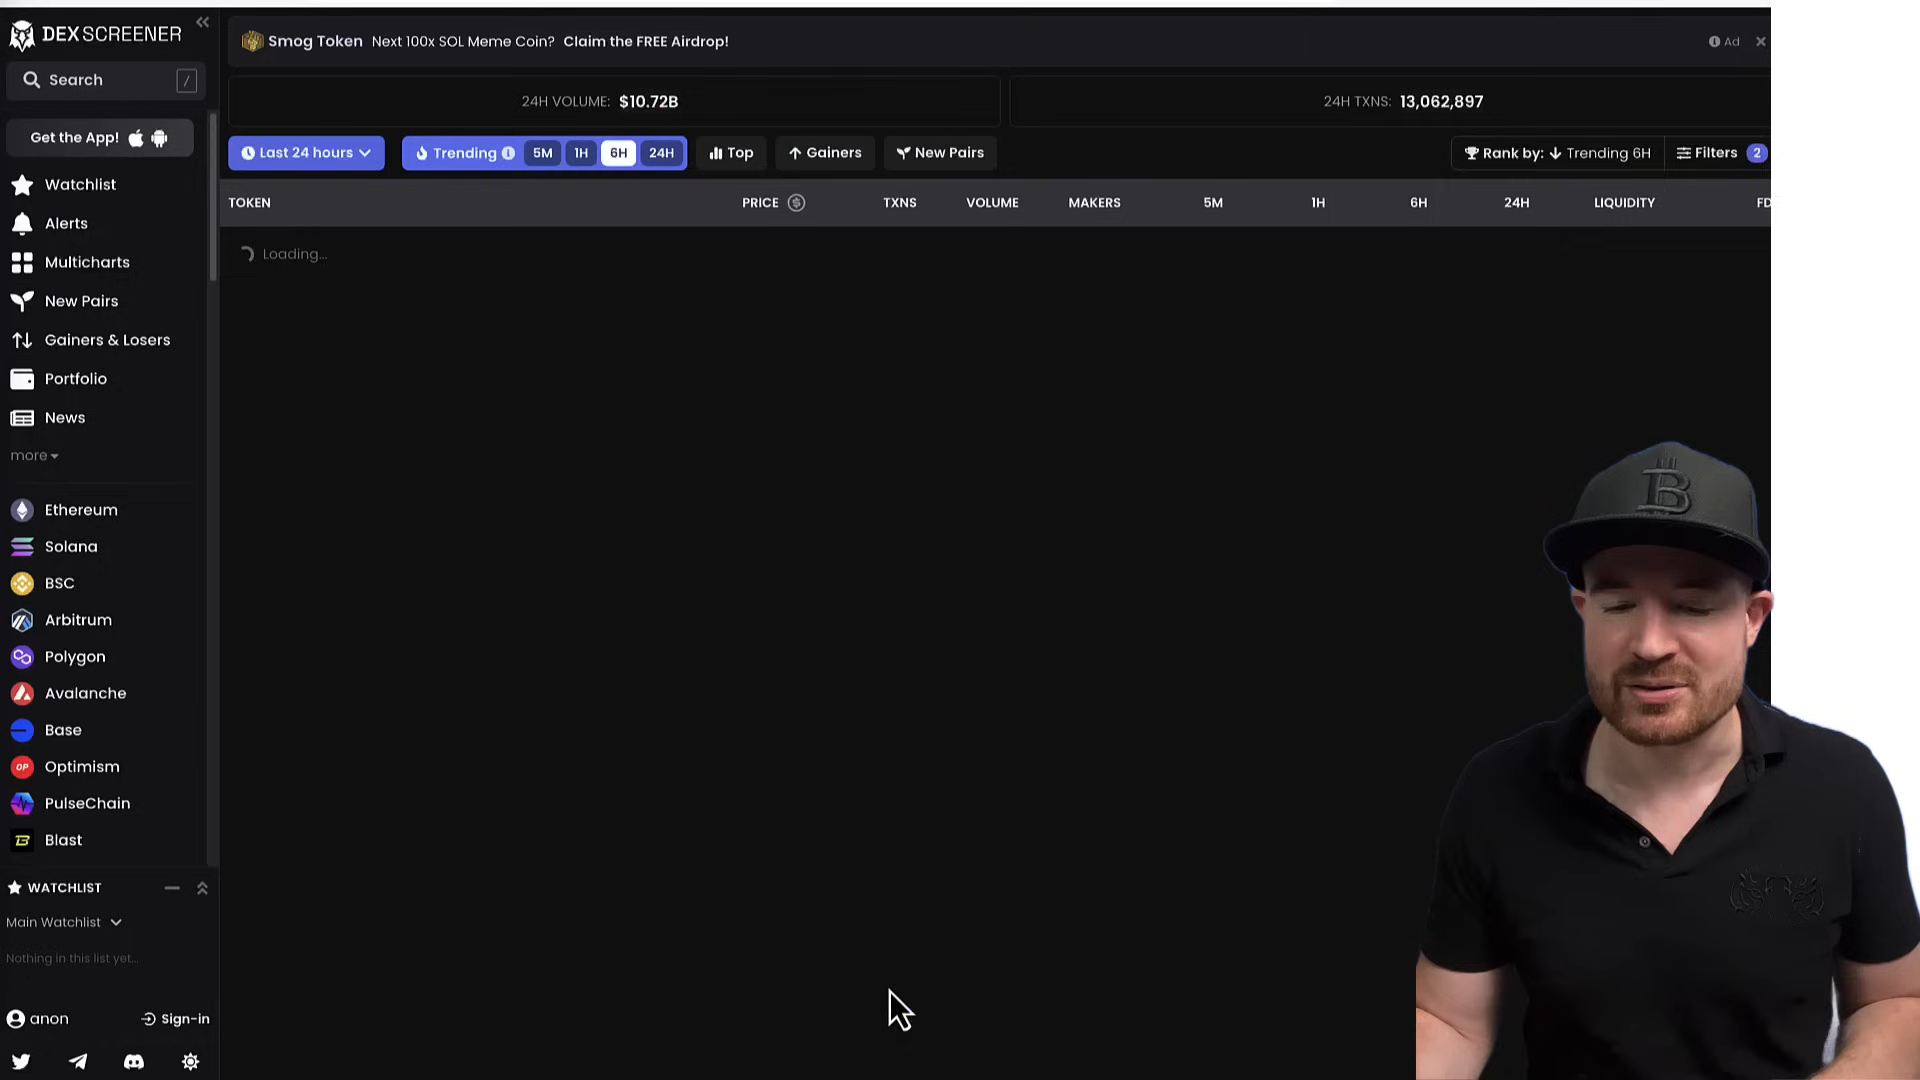 DEX SCREENER
Search /
Get the App!
Watchlist
Alerts
Multicharts
New Pairs
Gainers & Losers
Portfolio
News
more
Ethereum
Solana
BSC
Arbitrum
Polygon
Avalanche
Base
OP Optimism
PulseChain
Blast
WATCHLIST
Main Watchlist
Nothing in this list yet...
anon Sign-in
Smog Token Next 100x SOL Meme Coin? Claim the FREE Airdrop! Ad
24H VOLUME: $10.72B 24H TXNS: 13,062,897
Last 24 hours Trending 5M 1H 6H 24H Top Gainers New Pairs Rank by: Trending 6H Filters 2
TOKEN PRICE TXNS VOLUME MAKERS 5M 1H 6H 24H LIQUIDITY FD
Loading...